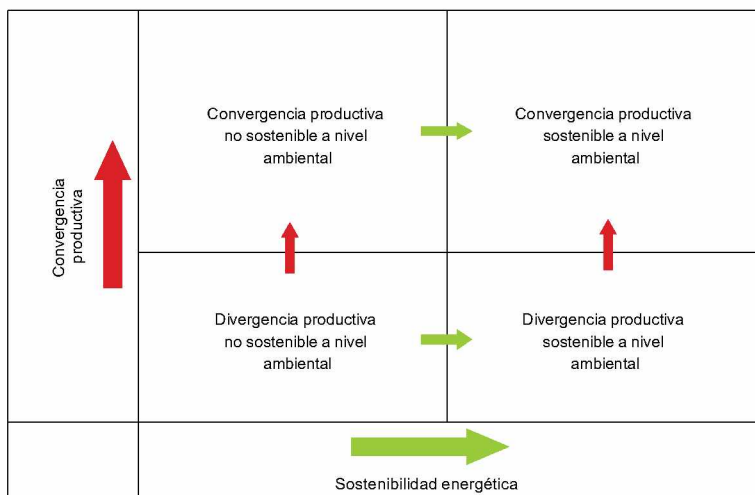 Convergencia productiva
no sostenible a nivel
ambiental
Convergencia productiva
sostenible a nivel
ambiental
Convergencia
productiva
Divergencia productiva
no sostenible a nivel
ambiental
Divergencia productiva
sostenible a nivel
ambiental
Sostenibilidad energética